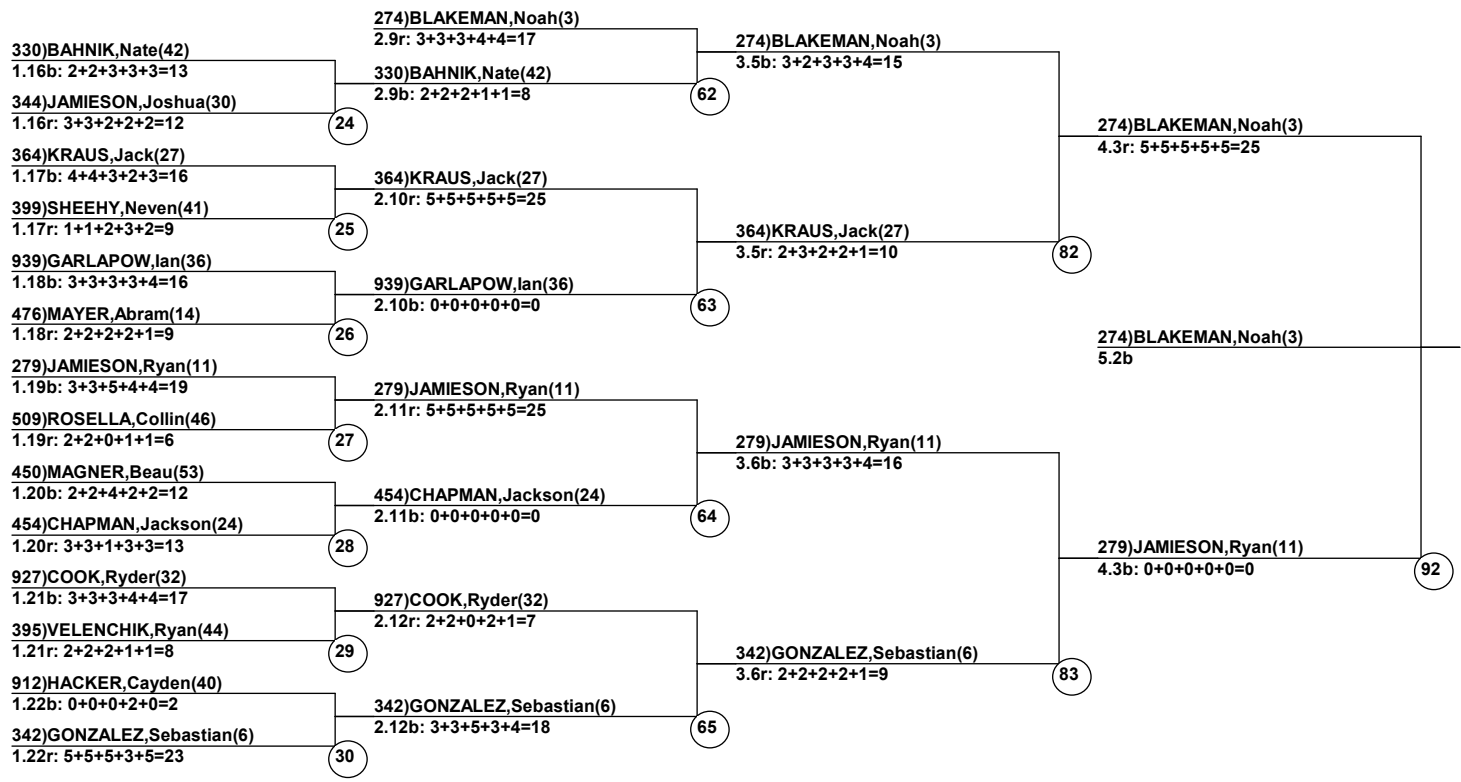 330)BAHNIK,Nate(42)
1.16b: 2+2+3+3+3=13
344)JAMIESON,Joshua(30)
1.16r: 3+3+2+2+2=12
24
364)KRAUS,Jack(27)
1.17b: 4+4+3+2+3=16
399)SHEEHY,Neven(41)
1.17r: 1+1+2+3+2=9
25
939)GARLAPOW,Ian(36)
1.18b: 3+3+3+3+4=16
476)MAYER,Abram(14)
1.18r: 2+2+2+2+1=9
26
279)JAMIESON,Ryan(11)
1.19b: 3+3+5+4+4=19
509)ROSELLA,Collin(46)
1.19r: 2+2+0+1+1=6
27
450)MAGNER,Beau(53)
1.20b: 2+2+4+2+2=12
454)CHAPMAN,Jackson(24)
1.20r: 3+3+1+3+3=13
28
927)COOK,Ryder(32)
1.21b: 3+3+3+4+4=17
395)VELENCHIK,Ryan(44)
1.21r: 2+2+2+1+1=8
29
912)HACKER,Cayden(40)
1.22b: 0+0+0+2+0=2
342)GONZALEZ,Sebastian(6)
1.22r: 5+5+5+3+5=23
30
274)BLAKEMAN,Noah(3)
2.9r: 3+3+3+4+4=17
330)BAHNIK,Nate(42)
2.9b: 2+2+2+1+1=8
62
364)KRAUS,Jack(27)
2.10r: 5+5+5+5+5=25
939)GARLAPOW,Ian(36)
2.10b: 0+0+0+0+0=0
63
279)JAMIESON,Ryan(11)
2.11r: 5+5+5+5+5=25
454)CHAPMAN,Jackson(24)
2.11b: 0+0+0+0+0=0
64
927)COOK,Ryder(32)
2.12r: 2+2+0+2+1=7
342)GONZALEZ,Sebastian(6)
2.12b: 3+3+5+3+4=18
65
274)BLAKEMAN,Noah(3)
3.5b: 3+2+3+3+4=15
364)KRAUS,Jack(27)
3.5r: 2+3+2+2+1=10
82
279)JAMIESON,Ryan(11)
3.6b: 3+3+3+3+4=16
342)GONZALEZ,Sebastian(6)
3.6r: 2+2+2+2+1=9
83
274)BLAKEMAN,Noah(3)
4.3r: 5+5+5+5+5=25
274)BLAKEMAN,Noah(3)
5.2b
279)JAMIESON,Ryan(11)
4.3b: 0+0+0+0+0=0
92